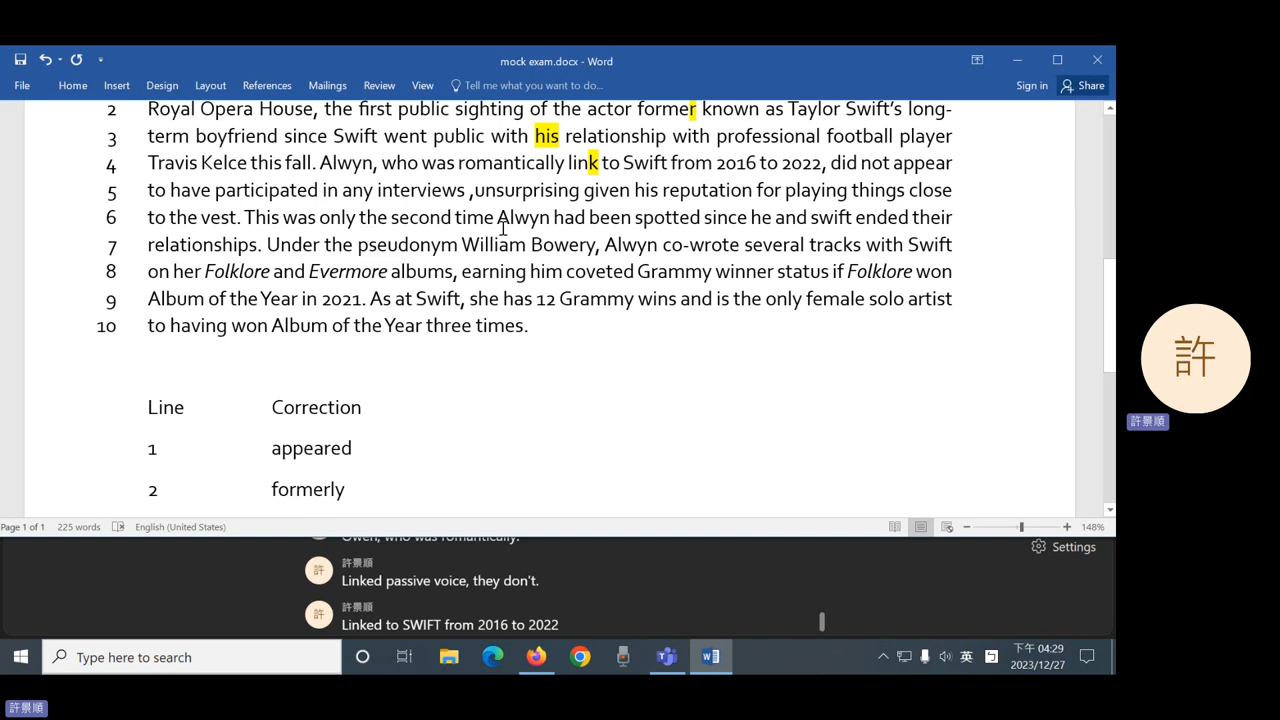 mock exam.docx - Word
File Home Insert Design Layout References Mailings Review View Tell me what you want to do... Sign in Share
2 Royal Opera House, the first public sighting of the actor former known as Taylor Swift's long-
3 term boyfriend since Swift went public with his relationship with professional football player
4 Travis Kelce this fall. Alwyn, who was romantically link to Swift from 2016 to 2022, did not appear
5 to have participated in any interviews ,unsurprising given his reputation for playing things close
6 to the vest. This was only the second time Alwyn had been spotted since he and swift ended their
7 relationships. Under the pseudonym William Bowery, Alwyn co-wrote several tracks with Swift
8 on her Folklore and Evermore albums, earning him coveted Grammy winner status if Folklore won
9 Album of the Year in 2021. As at Swift, she has 12 Grammy wins and is the only female solo artist
10 to having won Album of the Year three times.
許
許景順
Line Correction
1 appeared
2 formerly
Page 1 of 1 225 words English (United States) 148%
Owen, who was romantically.
Settings
許 許景順
Linked passive voice, they don't.
許 許景順
Linked to SWIFT from 2016 to 2022
Type here to search
英
下午 04:29
2023/12/27
許景順